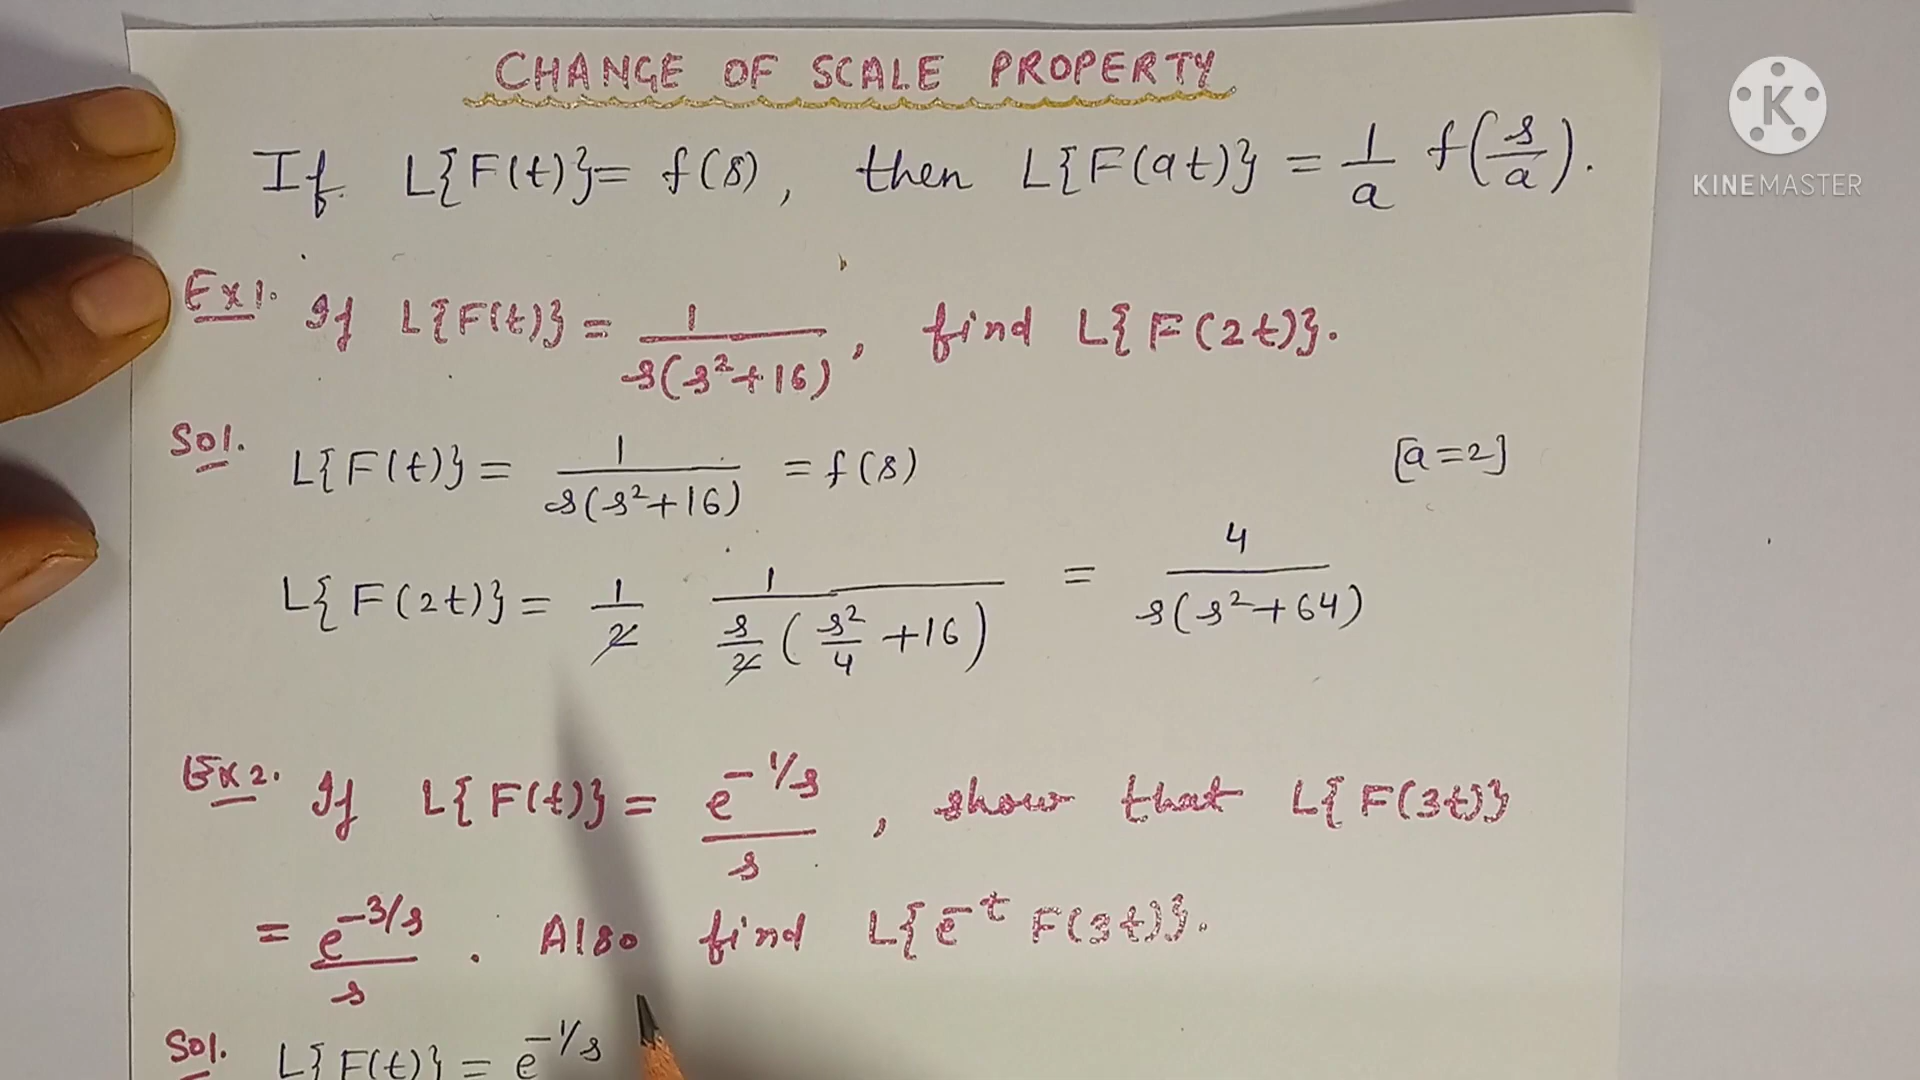 CHANGE OF SCALE PROPERTY
If L{F(t)} = f(s), then L{F(at)} = 1/a f(s/a).
Ex1. If L{F(t)} = 1/s(s²+16), find L{F(2t)}.
Sol. L{F(t)} = 1/s(s²+16) = f(s) [a=2]
L{F(2t)} = 1/2 1/s/2(s²/4+16) = 4/s(s²+64)
Ex2. If L{F(t)} = e^-1/s/s, show that L{F(3t)}
= e^-3/s/s. Also find L{e^-t F(3t)}.
Sol. L{F(t)} = e^-1/s
K
KINEMASTER